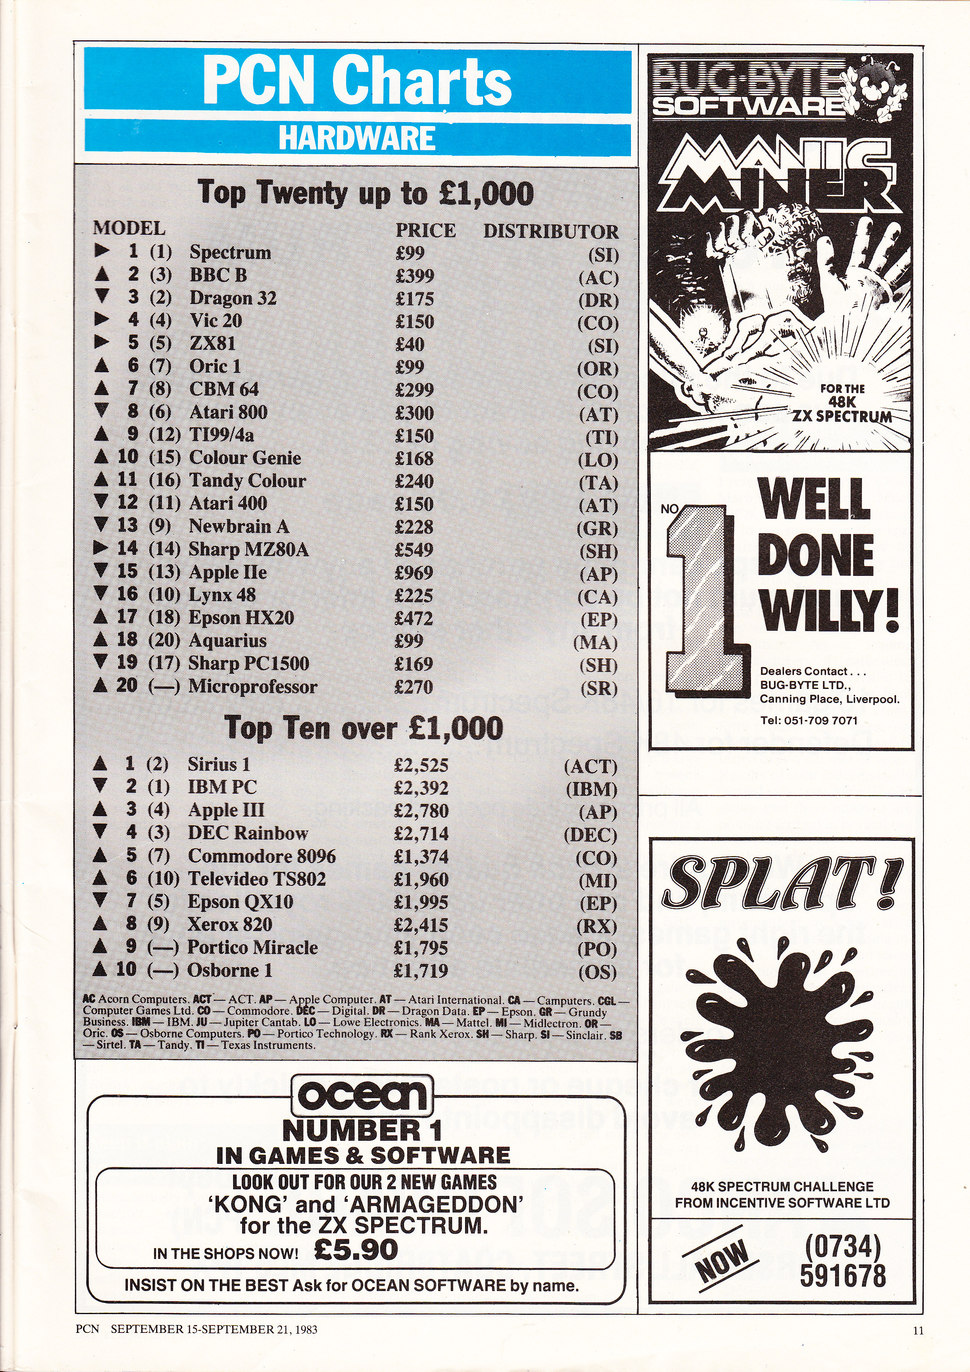 PCN Charts
HARDWARE
Top Twenty up to £1,000
MODEL PRICE DISTRIBUTOR
▶ 1 (1) Spectrum £99 (SI)
▲ 2 (3) BBC B £399 (AC)
▼ 3 (2) Dragon 32 £175 (DR)
▶ 4 (4) Vic 20 £150 (CO)
▶ 5 (5) ZX81 £40 (SI)
▲ 6 (7) Oric 1 £99 (OR)
▲ 7 (8) CBM 64 £299 (CO)
▼ 8 (6) Atari 800 £300 (AT)
▲ 9 (12) TI99/4a £150 (TI)
▲ 10 (15) Colour Genie £168 (LO)
▲ 11 (16) Tandy Colour £240 (TA)
▼ 12 (11) Atari 400 £150 (AT)
▼ 13 (9) Newbrain A £228 (GR)
▶ 14 (14) Sharp MZ80A £549 (SH)
▼ 15 (13) Apple IIe £969 (AP)
▼ 16 (10) Lynx 48 £225 (CA)
▲ 17 (18) Epson HX20 £472 (EP)
▲ 18 (20) Aquarius £99 (MA)
▼ 19 (17) Sharp PC1500 £169 (SH)
▲ 20 (—) Microprofessor £270 (SR)
Top Ten over £1,000
▲ 1 (2) Sirius 1 £2,525 (ACT)
▼ 2 (1) IBM PC £2,392 (IBM)
▲ 3 (4) Apple III £2,780 (AP)
▼ 4 (3) DEC Rainbow £2,714 (DEC)
▲ 5 (7) Commodore 8096 £1,374 (CO)
▲ 6 (10) Televideo TS802 £1,960 (MI)
▼ 7 (5) Epson QX10 £1,995 (EP)
▲ 8 (9) Xerox 820 £2,415 (RX)
▲ 9 (—) Portico Miracle £1,795 (PO)
▲ 10 (—) Osborne 1 £1,719 (OS)
AC Acorn Computers. ACT — ACT. AP — Apple Computer. AT — Atari International. CA — Camputers. CGL —
Computer Games Ltd. CO — Commodore. DEC — Digital. DR — Dragon Data. EP — Epson. GR — Grundy
Business. IBM — IBM. JU — Jupiter Cantab. LO — Lowe Electronics. MA — Mattel. MI — Midlectron. OR —
Oric. OS — Osborne Computers. PO — Portico Technology. RX — Rank Xerox. SH — Sharp. SI — Sinclair. SB
— Sirtel. TA — Tandy. TI — Texas Instruments.
ocean
NUMBER 1
IN GAMES & SOFTWARE
LOOK OUT FOR OUR 2 NEW GAMES
'KONG' and 'ARMAGEDDON'
for the ZX SPECTRUM.
IN THE SHOPS NOW! £5.90
INSIST ON THE BEST Ask for OCEAN SOFTWARE by name.
BUG-BYTE
SOFTWARE
MANIC
MINER
FOR THE
48K
ZX SPECTRUM
NO 1
WELL
DONE
WILLY!
Dealers Contact...
BUG-BYTE LTD.,
Canning Place, Liverpool.
Tel: 051-709 7071
SPLAT!
48K SPECTRUM CHALLENGE
FROM INCENTIVE SOFTWARE LTD
NOW
(0734)
591678
PCN SEPTEMBER 15-SEPTEMBER 21, 1983
11